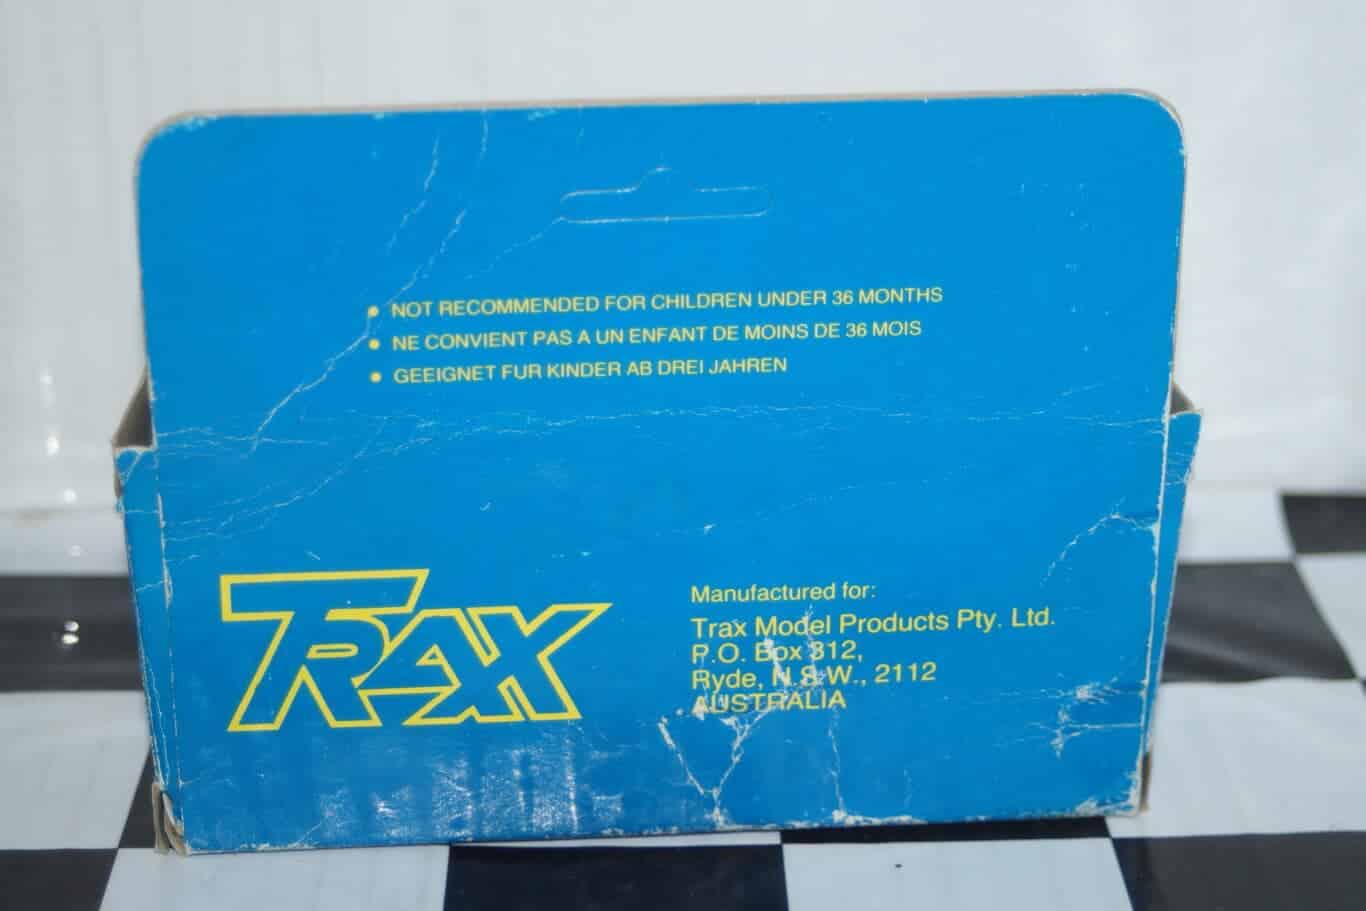 • NOT RECOMMENDED FOR CHILDREN UNDER 36 MONTHS
• NE CONVIENT PAS A UN ENFANT DE MOINS DE 36 MOIS
• GEEIGNET FUR KINDER AB DREI JAHREN
TRAX
Manufactured for:
Trax Model Products Pty. Ltd.
P.O. Box 312,
Ryde, N.S.W., 2112
AUSTRALIA